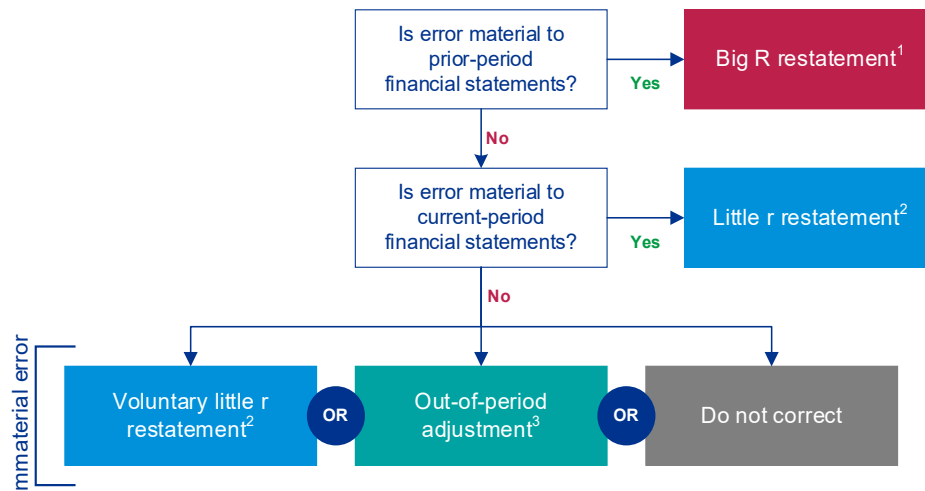 Is error material to
prior-period
financial statements?
Big R restatement¹
Yes
No
Is error material to
current-period
financial statements?
Little r restatement²
Yes
No
mmaterial error
Voluntary little r
restatement²
OR
Out-of-period
adjustment³
OR
Do not correct